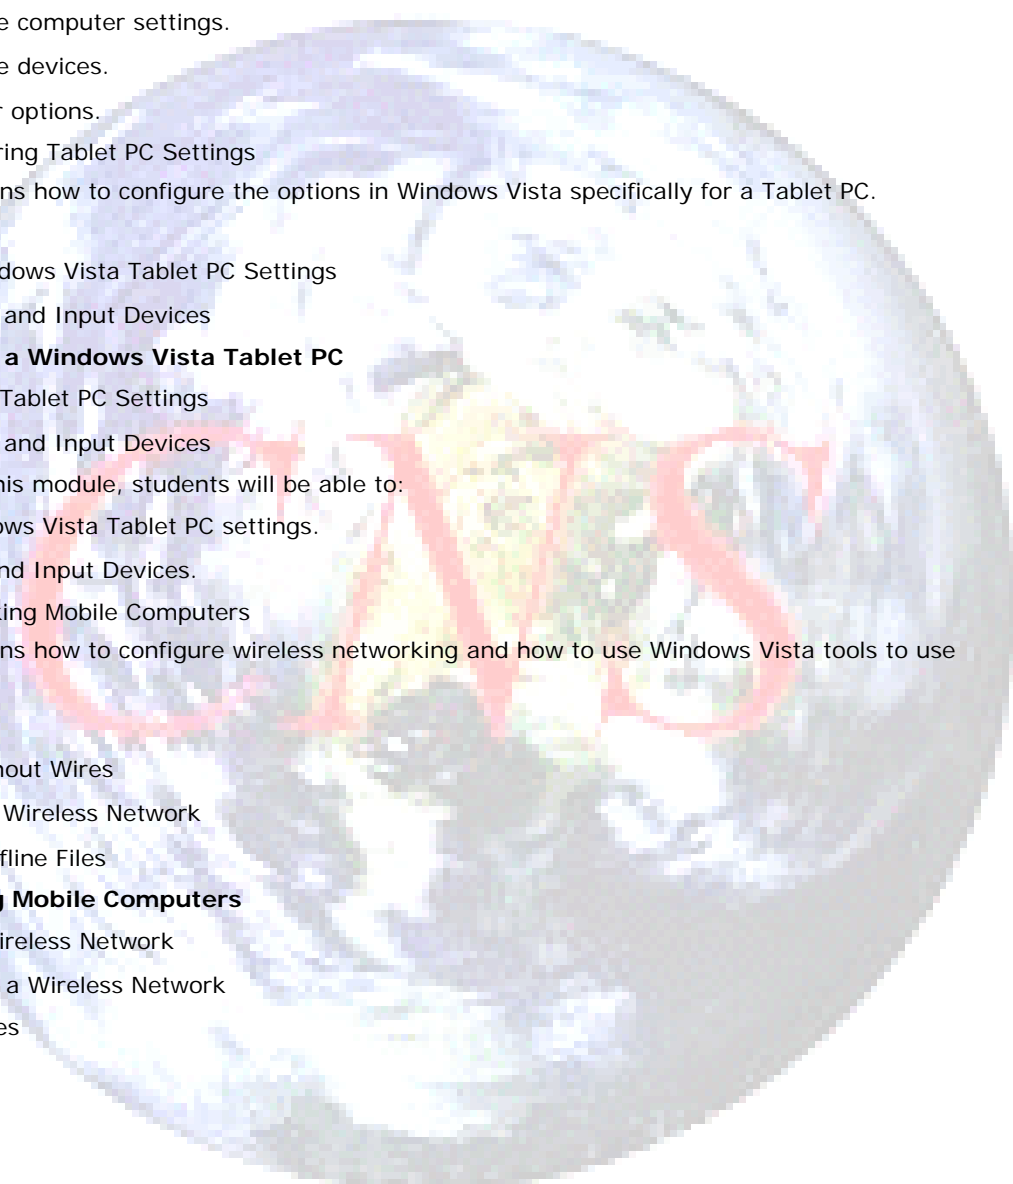 e computer settings.
e devices.
r options.
ring Tablet PC Settings
ns how to configure the options in Windows Vista specifically for a Tablet PC.
dows Vista Tablet PC Settings
and Input Devices
a Windows Vista Tablet PC
Tablet PC Settings
and Input Devices
his module, students will be able to:
ows Vista Tablet PC settings.
nd Input Devices.
king Mobile Computers
ns how to configure wireless networking and how to use Windows Vista tools to use
hout Wires
Wireless Network
fline Files
g Mobile Computers
ireless Network
a Wireless Network
es
CNS